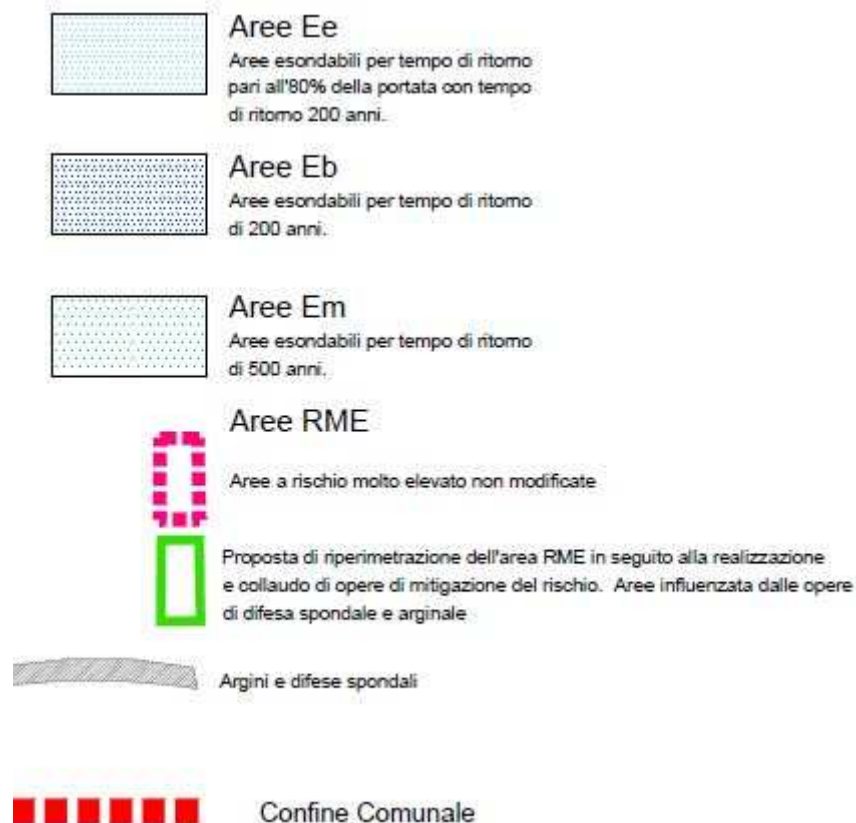 Aree Ee
Aree esondabili per tempo di ritorno
pari all'80% della portata con tempo
di ritorno 200 anni.
Aree Eb
Aree esondabili per tempo di ritorno
di 200 anni.
Aree Em
Aree esondabili per tempo di ritorno
di 500 anni.
Aree RME
Aree a rischio molto elevato non modificate
Proposta di riperimetrazione dell'area RME in seguito alla realizzazione
e collaudo di opere di mitigazione del rischio. Aree influenzata dalle opere
di difesa spondale e arginale
Argini e difese spondali
Confine Comunale